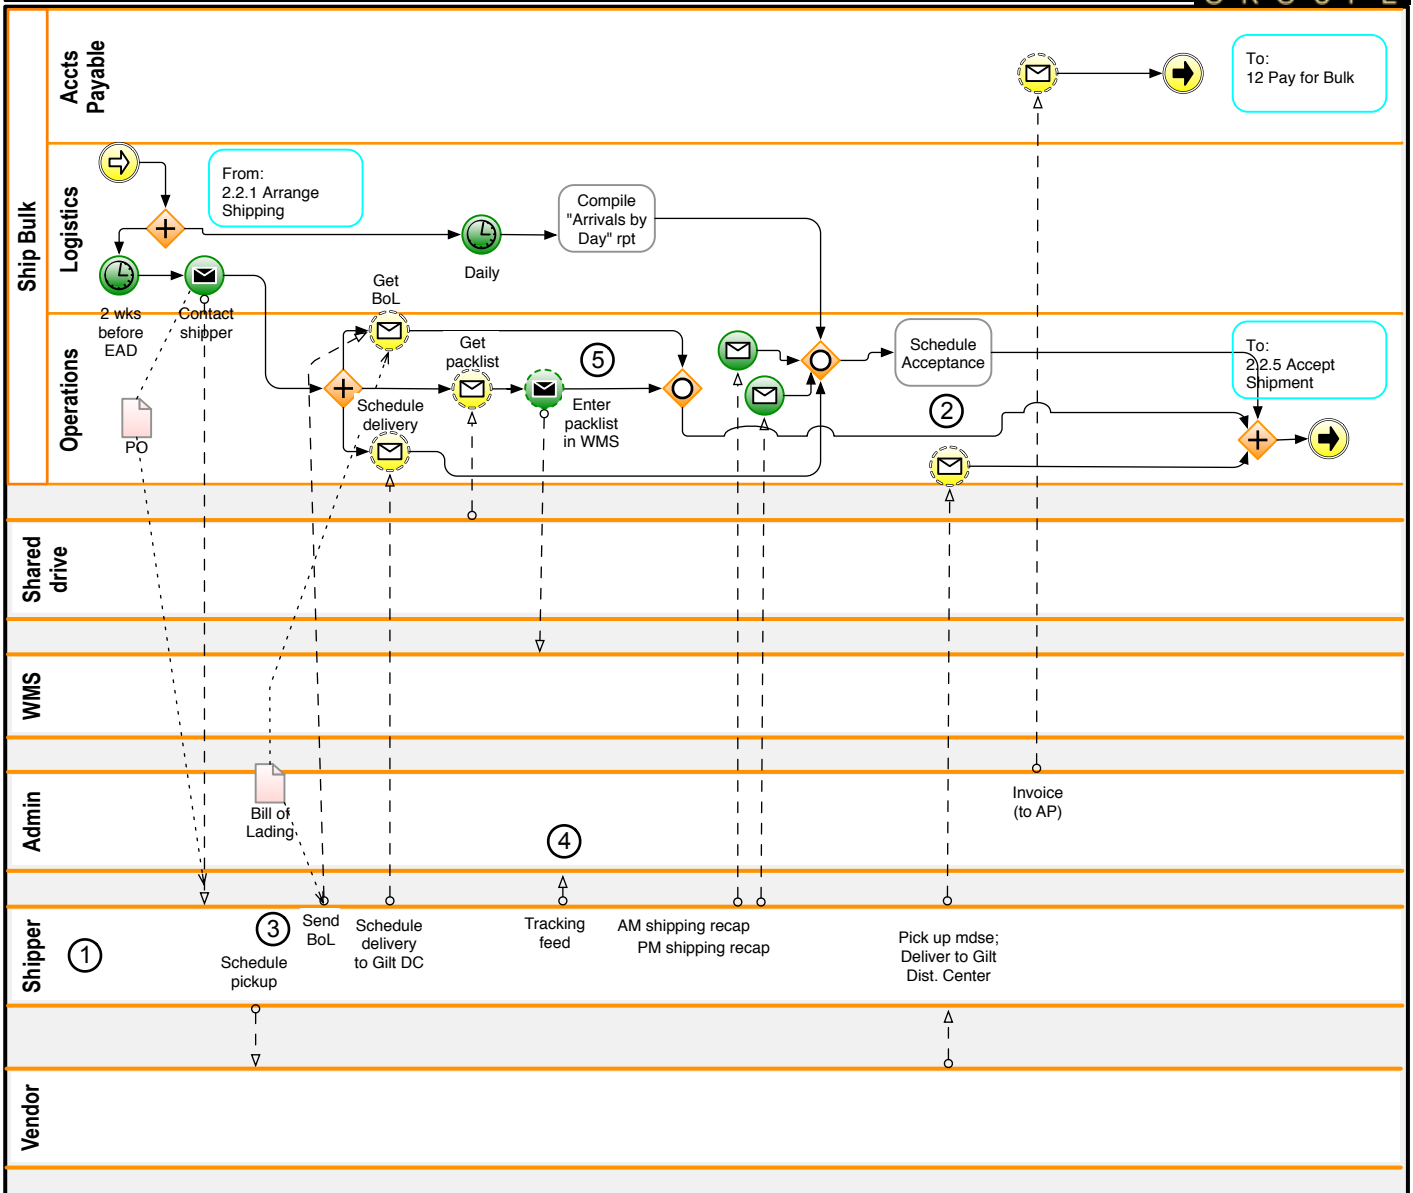 Accts
Payable
To:
12 Pay for Bulk
Ship Bulk
Logistics
From:
2.2.1 Arrange
Shipping
Compile
"Arrivals by
Day" rpt
Daily
2 wks
before
EAD
Contact
shipper
Get
BoL
Operations
Get
packlist
5
Schedule
Acceptance
To:
2.2.5 Accept
Shipment
PO
Schedule
delivery
Enter
packlist
in WMS
2
Shared
drive
WMS
Admin
Bill of
Lading
4
Invoice
(to AP)
Shipper
1
3
Schedule
pickup
Send
BoL
Schedule
delivery
to Gilt DC
Tracking
feed
AM shipping recap
PM shipping recap
Pick up mdse;
Deliver to Gilt
Dist. Center
Vendor